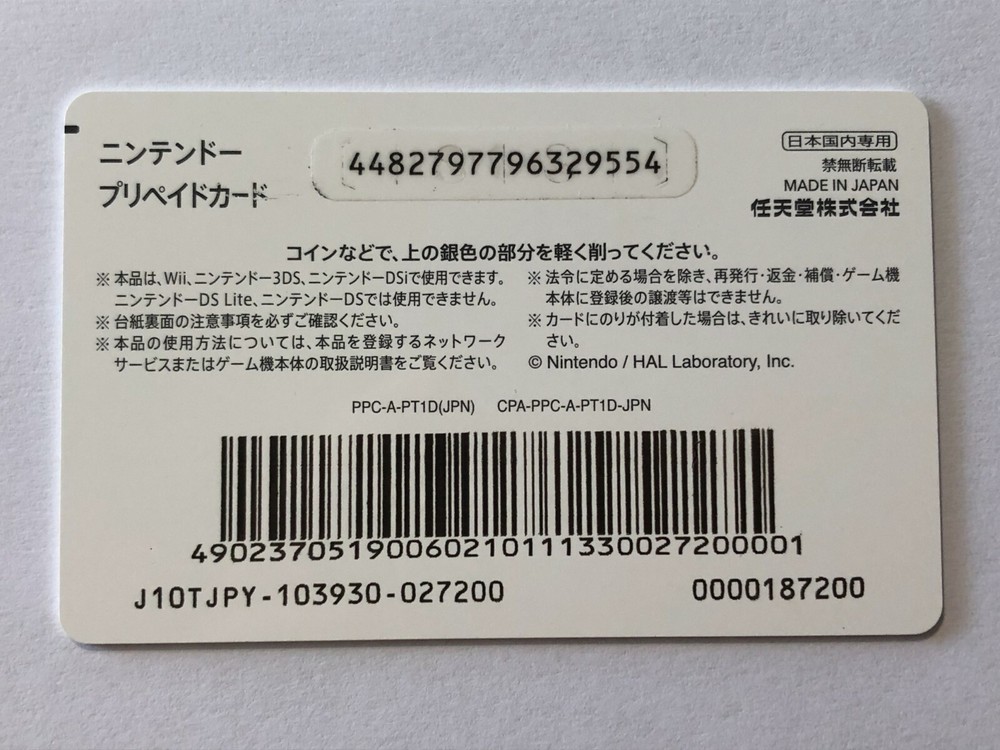 ニンテンドー
プリペイドカード
4482797796329554
日本国内専用
禁無断転載
MADE IN JAPAN
任天堂株式会社
コインなどで、上の銀色の部分を軽く削ってください。
※ 本品は、Wii、ニンテンドー3DS、ニンテンドーDSiで使用できます。
ニンテンドーDS Lite、ニンテンドーDSでは使用できません。
※ 台紙裏面の注意事項を必ずご確認ください。
※ 本品の使用方法については、本品を登録するネットワーク
サービスまたはゲーム機本体の取扱説明書をご覧ください。
※ 法令に定める場合を除き、再発行・返金・補償・ゲーム機
本体に登録後の譲渡等はできません。
※ カードにのりが付着した場合は、きれいに取り除いてくだ
さい。
© Nintendo / HAL Laboratory, Inc.
PPC-A-PT1D(JPN) CPA-PPC-A-PT1D-JPN
49023705190060210111330027200001
J10TJPY-103930-027200
0000187200